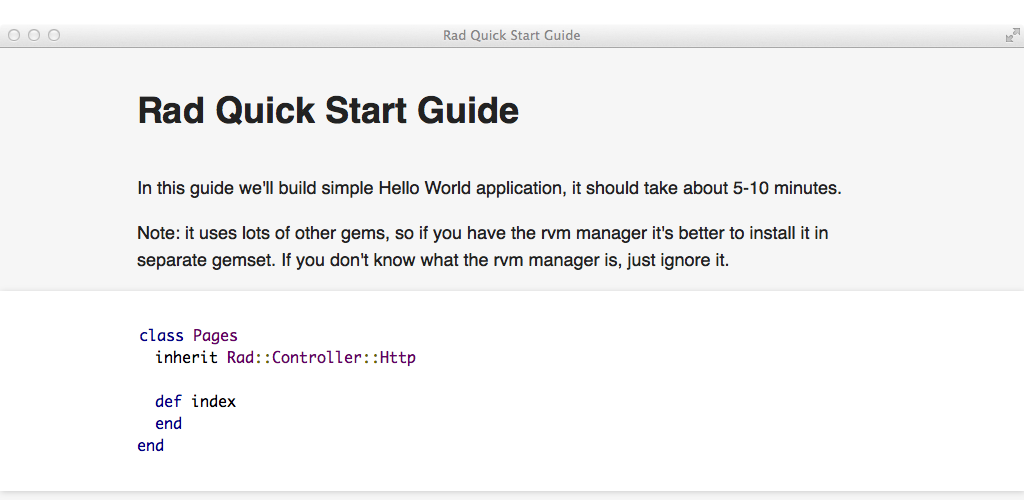 Rad Quick Start Guide
Rad Quick Start Guide
In this guide we'll build simple Hello World application, it should take about 5-10 minutes.
Note: it uses lots of other gems, so if you have the rvm manager it's better to install it in
separate gemset. If you don't know what the rvm manager is, just ignore it.
class Pages
  inherit Rad::Controller::Http
  def index
  end
end